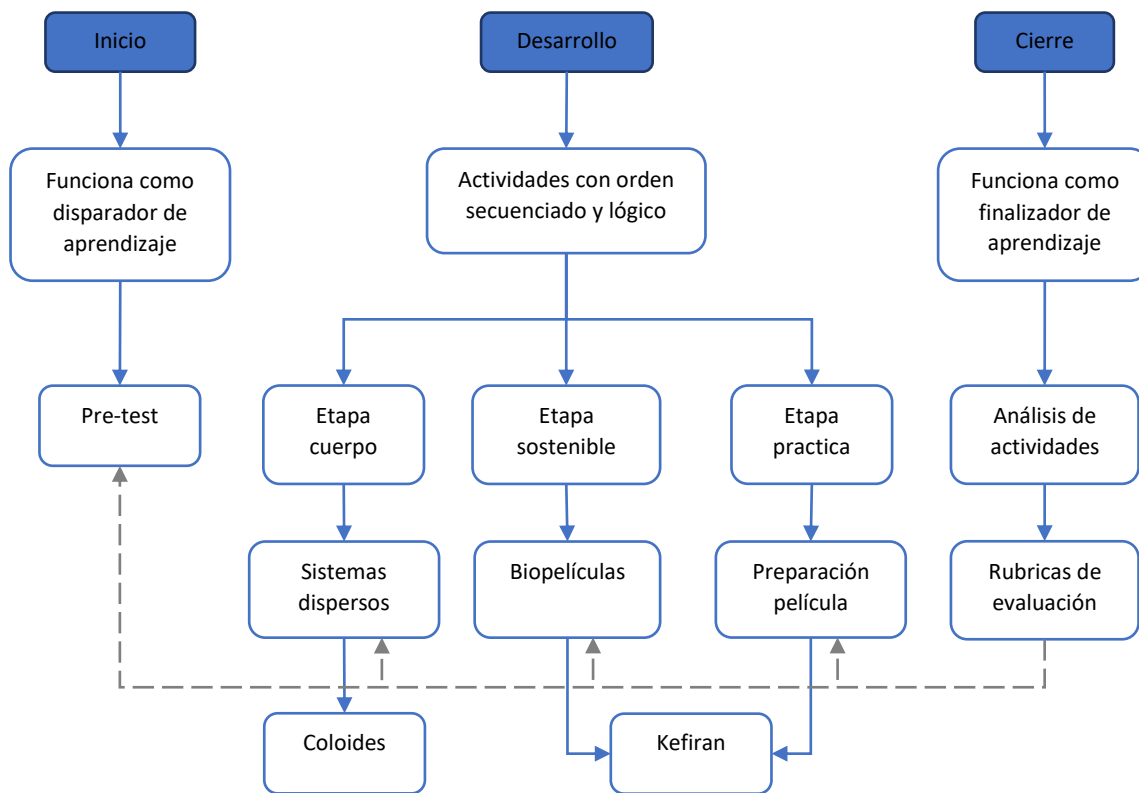 Inicio
Desarrollo
Cierre
Funciona como
disparador de
aprendizaje
Actividades con orden
secuenciado y lógico
Funciona como
finalizador de
aprendizaje
Pre-test
Etapa
cuerpo
Etapa
sostenible
Etapa
practica
Análisis de
actividades
Sistemas
dispersos
Biopelículas
Preparación
película
Rubricas de
evaluación
Coloides
Kefiran